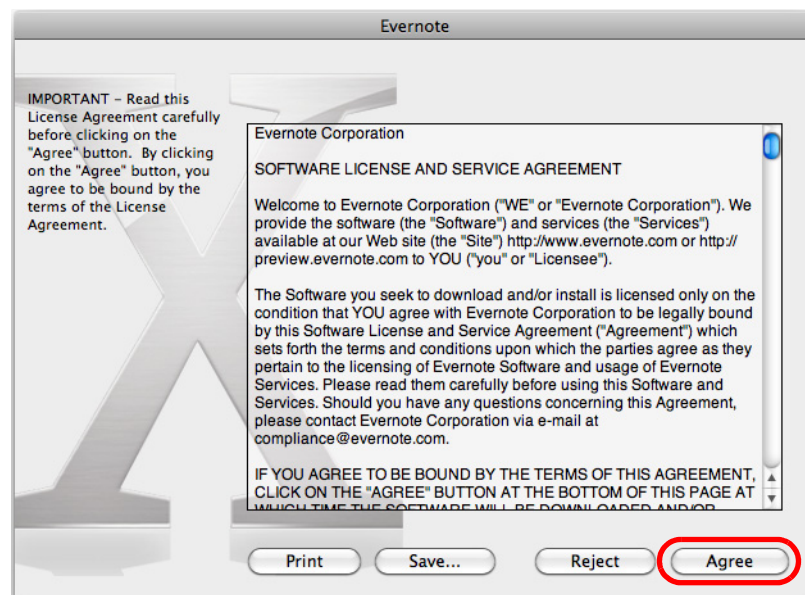 Evernote
IMPORTANT – Read this
License Agreement carefully
before clicking on the
"Agree" button.  By clicking
on the "Agree" button, you
agree to be bound by the
terms of the License
Agreement.
Evernote Corporation
SOFTWARE LICENSE AND SERVICE AGREEMENT
Welcome to Evernote Corporation ("WE" or "Evernote Corporation"). We
provide the software (the "Software") and services (the "Services")
available at our Web site (the "Site") http://www.evernote.com or http://
preview.evernote.com to YOU ("you" or "Licensee").
The Software you seek to download and/or install is licensed only on the
condition that YOU agree with Evernote Corporation to be legally bound
by this Software License and Service Agreement ("Agreement") which
sets forth the terms and conditions upon which the parties agree as they
pertain to the licensing of Evernote Software and usage of Evernote
Services. Please read them carefully before using this Software and
Services. Should you have any questions concerning this Agreement,
please contact Evernote Corporation via e-mail at
compliance@evernote.com.
IF YOU AGREE TO BE BOUND BY THE TERMS OF THIS AGREEMENT,
CLICK ON THE "AGREE" BUTTON AT THE BOTTOM OF THIS PAGE AT
WHICH TIME THE SOFTWARE WILL BE DOWNLOADED AND/OR
Print
Save...
Reject
Agree